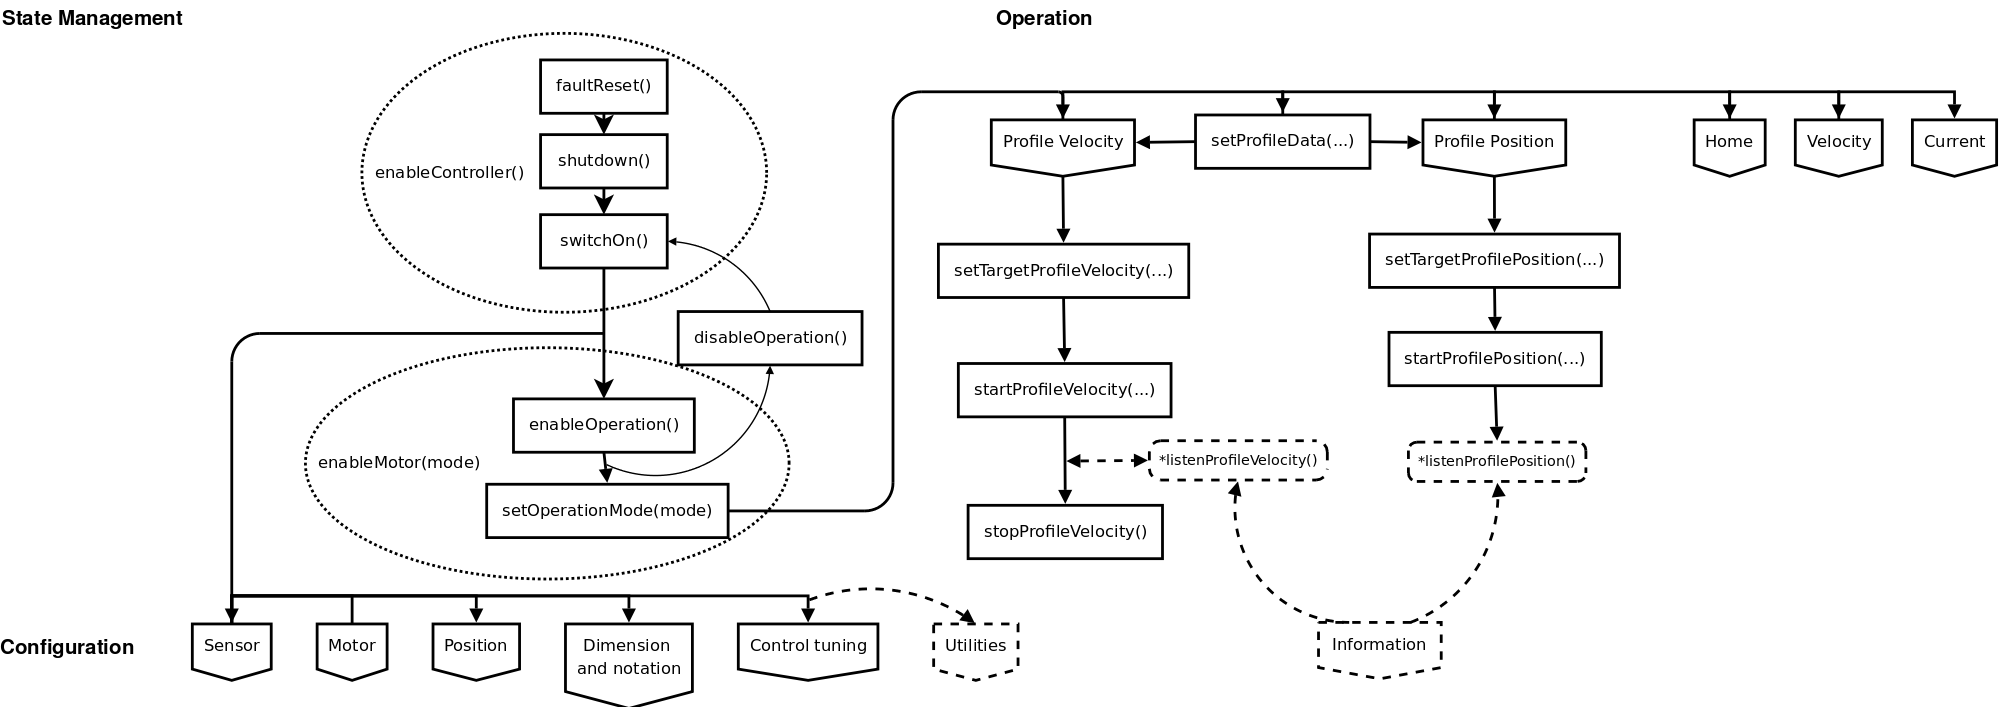 State Management
Operation
faultReset()
shutdown()
enableController()
switchOn()
disableOperation()
enableOperation()
enableMotor(mode)
setOperationMode(mode)
Profile Velocity
setProfileData(...)
Profile Position
Home
Velocity
Current
setTargetProfileVelocity(...)
setTargetProfilePosition(...)
startProfileVelocity(...)
startProfilePosition(...)
*listenProfileVelocity()
*listenProfilePosition()
stopProfileVelocity()
Configuration
Sensor
Motor
Position
Dimension
and notation
Control tuning
Utilities
Information